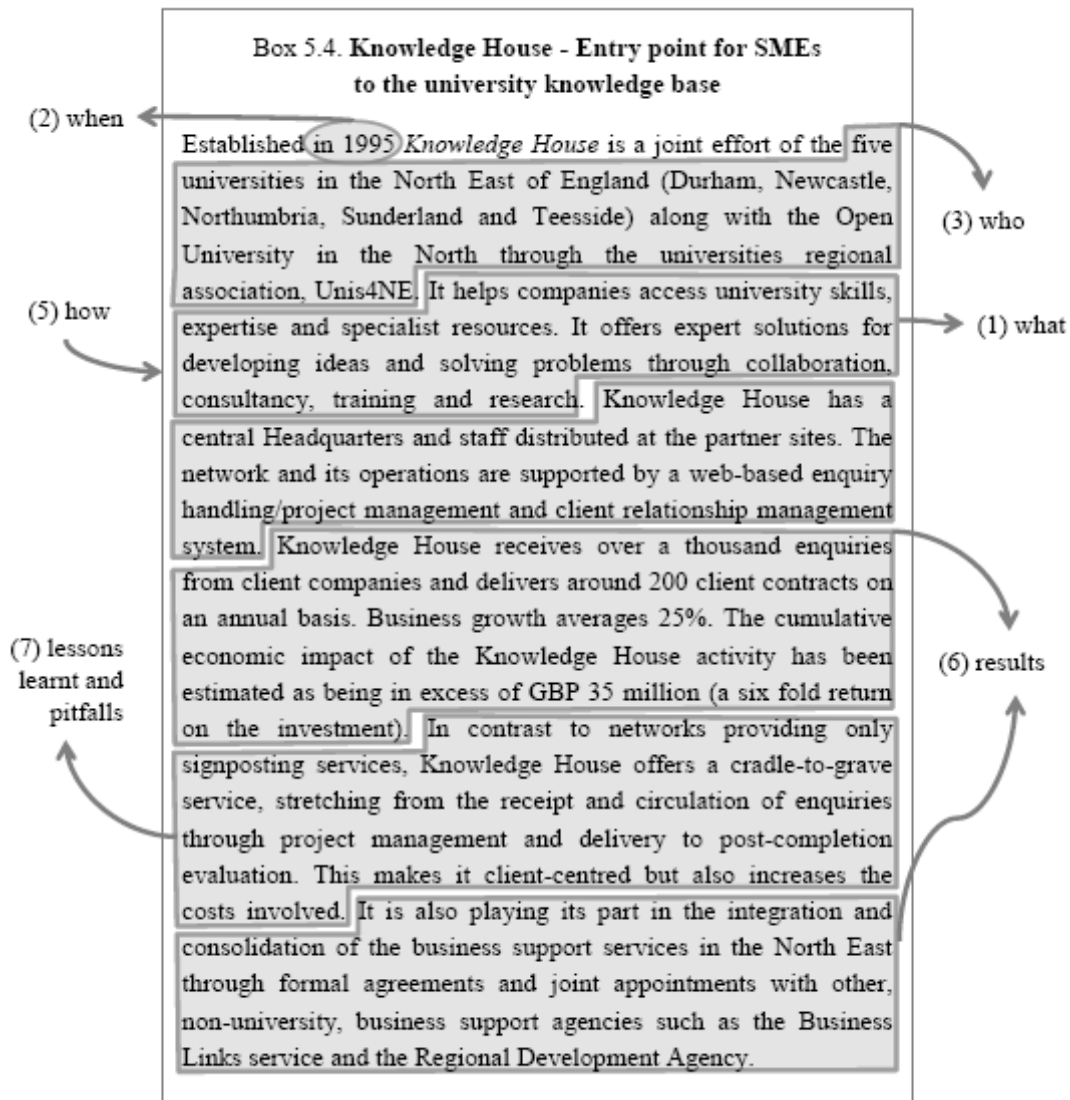 Box 5.4. Knowledge House - Entry point for SMEs
to the university knowledge base
(2) when
Established in 1995 Knowledge House is a joint effort of the five
universities in the North East of England (Durham, Newcastle,
Northumbria, Sunderland and Teesside) along with the Open
(3) who
University in the North through the universities regional
association, Unis4NE. It helps companies access university skills,
(5) how
expertise and specialist resources. It offers expert solutions for
(1) what
developing ideas and solving problems through collaboration,
consultancy, training and research. Knowledge House has a
central Headquarters and staff distributed at the partner sites. The
network and its operations are supported by a web-based enquiry
handling/project management and client relationship management
system. Knowledge House receives over a thousand enquiries
from client companies and delivers around 200 client contracts on
an annual basis. Business growth averages 25%. The cumulative
(7) lessons
learnt and
pitfalls
economic impact of the Knowledge House activity has been
(6) results
estimated as being in excess of GBP 35 million (a six fold return
on the investment). In contrast to networks providing only
signposting services, Knowledge House offers a cradle-to-grave
service, stretching from the receipt and circulation of enquiries
through project management and delivery to post-completion
evaluation. This makes it client-centred but also increases the
costs involved. It is also playing its part in the integration and
consolidation of the business support services in the North East
through formal agreements and joint appointments with other,
non-university, business support agencies such as the Business
Links service and the Regional Development Agency.